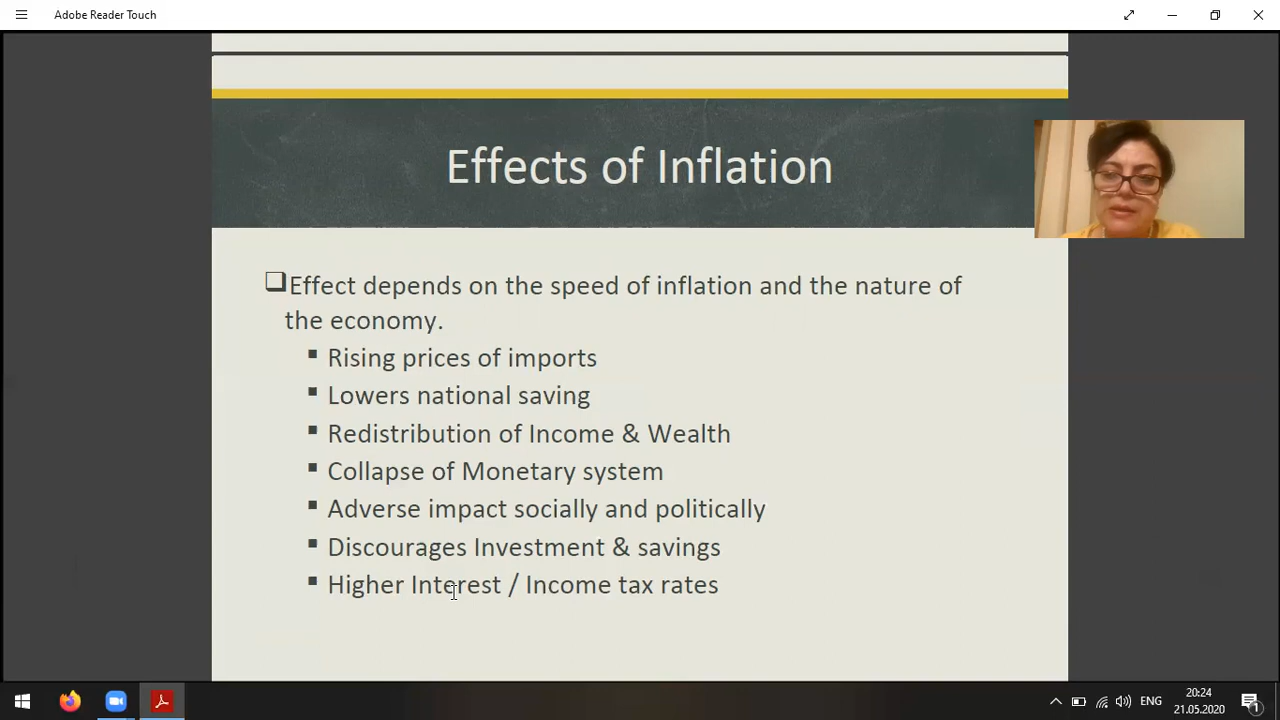 Adobe Reader Touch
Effects of Inflation
Effect depends on the speed of inflation and the nature of
the economy.
Rising prices of imports
Lowers national saving
Redistribution of Income & Wealth
Collapse of Monetary system
Adverse impact socially and politically
Discourages Investment & savings
Higher Interest / Income tax rates
ENG
20:24
21.05.2020
1